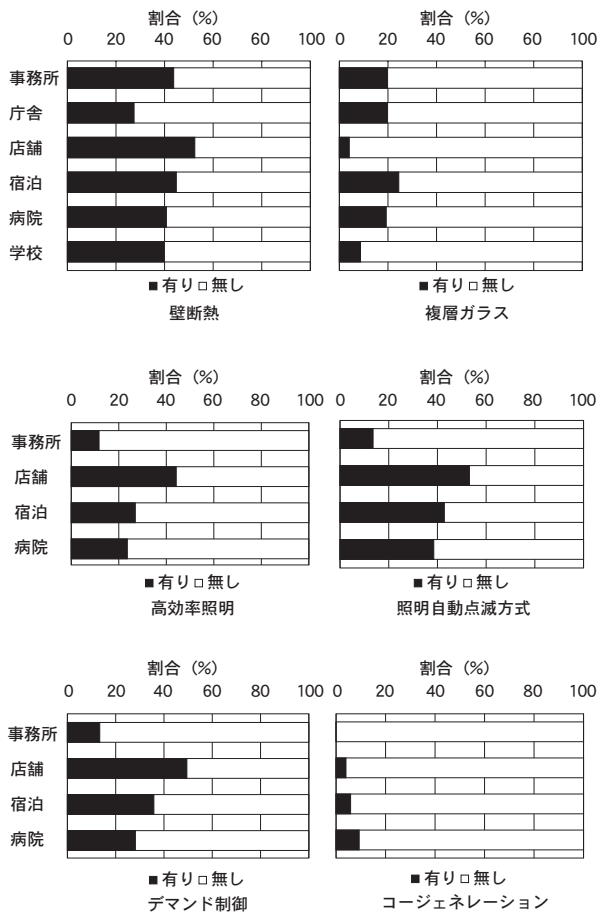 割合（%）
0 20 40 60 80 100
事務所
庁舎
店舗
宿泊
病院
学校
■有り□無し
壁断熱
割合（%）
0 20 40 60 80 100
■有り□無し
複層ガラス
割合（%）
0 20 40 60 80 100
事務所
店舗
宿泊
病院
■有り□無し
高効率照明
割合（%）
0 20 40 60 80 100
■有り□無し
照明自動点滅方式
割合（%）
0 20 40 60 80 100
事務所
店舗
宿泊
病院
■有り□無し
デマンド制御
割合（%）
0 20 40 60 80 100
■有り□無し
コージェネレーション